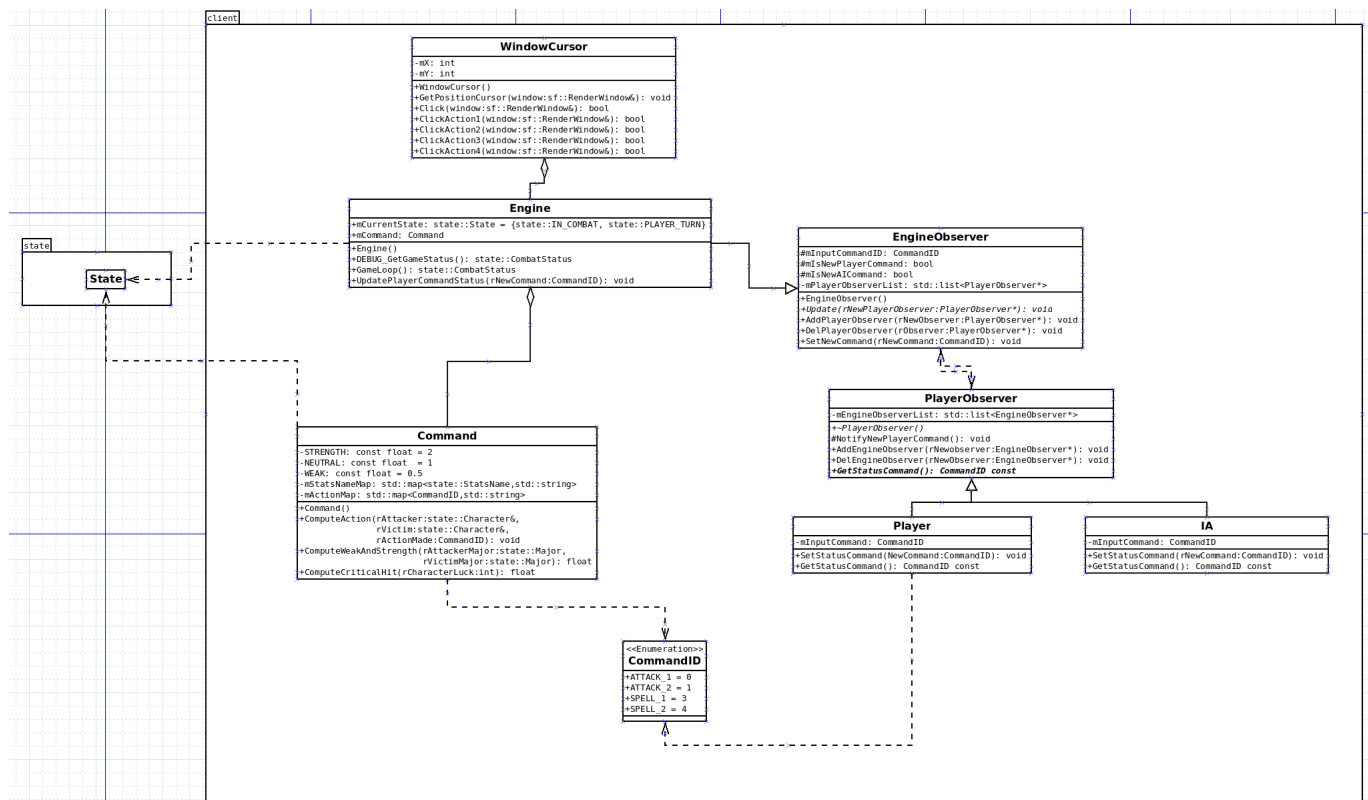 client
WindowCursor
-mX: int
-mY: int
+WindowCursor()
+GetPositionCursor(window:sf::RenderWindow&): void
+Click(window:sf::RenderWindow&): bool
+ClickAction1(window:sf::RenderWindow&): bool
+ClickAction2(window:sf::RenderWindow&): bool
+ClickAction3(window:sf::RenderWindow&): bool
+ClickAction4(window:sf::RenderWindow&): bool
Engine
+mCurrentState: state::State = {state::IN_COMBAT, state::PLAYER_TURN}
+mCommand: Command
+Engine()
+DEBUG_GetGameStatus(): state::CombatStatus
+GameLoop(): state::CombatStatus
+UpdatePlayerCommandStatus(rNewCommand:CommandID): void
state
State
EngineObserver
#mInputCommandID: CommandID
#mIsNewPlayerCommand: bool
#mIsNewAICommand: bool
-mPlayerObserverList: std::list<PlayerObserver*>
+EngineObserver()
+Update(rNewPlayerObserver:PlayerObserver*): void
+AddPlayerObserver(rNewObserver:PlayerObserver*): void
+DelPlayerObserver(rObserver:PlayerObserver*): void
+SetNewCommand(rNewCommand:CommandID): void
PlayerObserver
-mEngineObserverList: std::list<EngineObserver*>
+~PlayerObserver()
#NotifyNewPlayerCommand(): void
+AddEngineObserver(rNewobserver:EngineObserver*): void
+DelEngineObserver(rNewObserver:EngineObserver*): void
+GetStatusCommand(): CommandID const
Command
-STRENGTH: const float = 2
-NEUTRAL: const float  = 1
-WEAK: const float = 0.5
-mStatsNameMap: std::map<state::StatsName,std::string>
-mActionMap: std::map<CommandID,std::string>
+Command()
+ComputeAction(rAttacker:state::Character&,
rVictim:state::Character&,
rActionMade:CommandID): void
+ComputeWeakAndStrength(rAttackerMajor:state::Major,
rVictimMajor:state::Major): float
+ComputeCriticalHit(rCharacterLuck:int): float
Player
-mInputCommand: CommandID
+SetStatusCommand(NewCommand:CommandID): void
+GetStatusCommand(): CommandID const
IA
-mInputCommand: CommandID
+SetStatusCommand(rNewCommand:CommandID): void
+GetStatusCommand(): CommandID const
<<Enumeration>>
CommandID
+ATTACK_1 = 0
+ATTACK_2 = 1
+SPELL_1 = 3
+SPELL_2 = 4